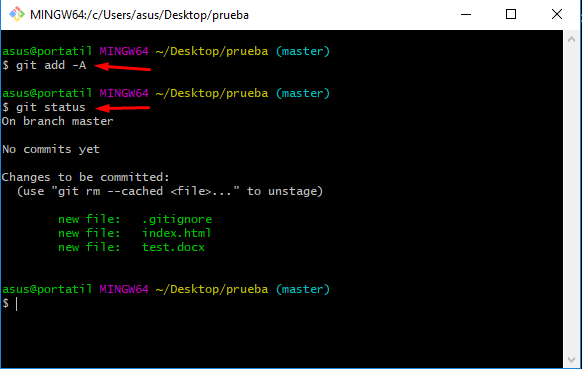 MINGW64:/c/Users/asus/Desktop/prueba
asus@portatil MINGW64 ~/Desktop/prueba (master)
$ git add -A
asus@portatil MINGW64 ~/Desktop/prueba (master)
$ git status
On branch master
No commits yet
Changes to be committed:
  (use "git rm --cached <file>..." to unstage)
        new file:   .gitignore
        new file:   index.html
        new file:   test.docx
asus@portatil MINGW64 ~/Desktop/prueba (master)
$